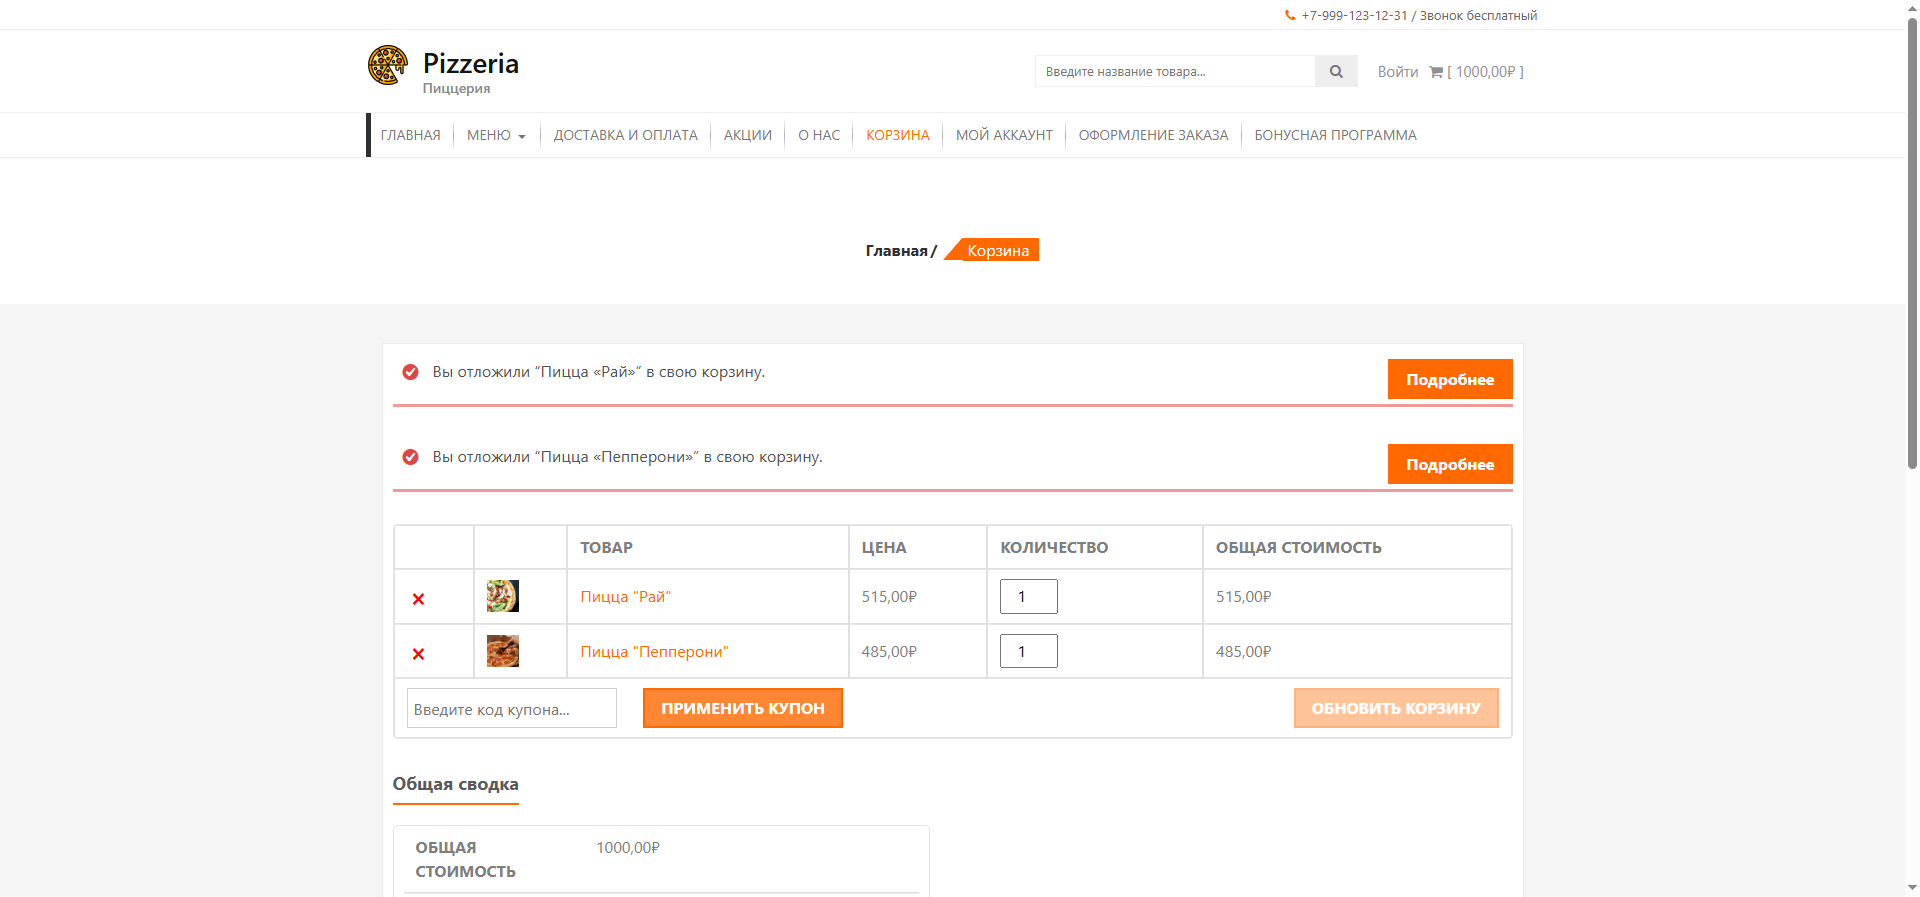 +7-999-123-12-31 / Звонок бесплатный
Pizzeria
Пиццерия
Введите название товара...
Войти [ 1000,00₽ ]
ГЛАВНАЯ МЕНЮ ДОСТАВКА И ОПЛАТА АКЦИИ О НАС КОРЗИНА МОЙ АККАУНТ ОФОРМЛЕНИЕ ЗАКАЗА БОНУСНАЯ ПРОГРАММА
Главная / Корзина
Вы отложили “Пицца «Рай»” в свою корзину. Подробнее
Вы отложили “Пицца «Пепперони»” в свою корзину. Подробнее
ТОВАР ЦЕНА КОЛИЧЕСТВО ОБЩАЯ СТОИМОСТЬ
× Пицца "Рай" 515,00₽ 1 515,00₽
× Пицца "Пепперони" 485,00₽ 1 485,00₽
Введите код купона... ПРИМЕНИТЬ КУПОН ОБНОВИТЬ КОРЗИНУ
Общая сводка
ОБЩАЯ 1000,00₽
СТОИМОСТЬ